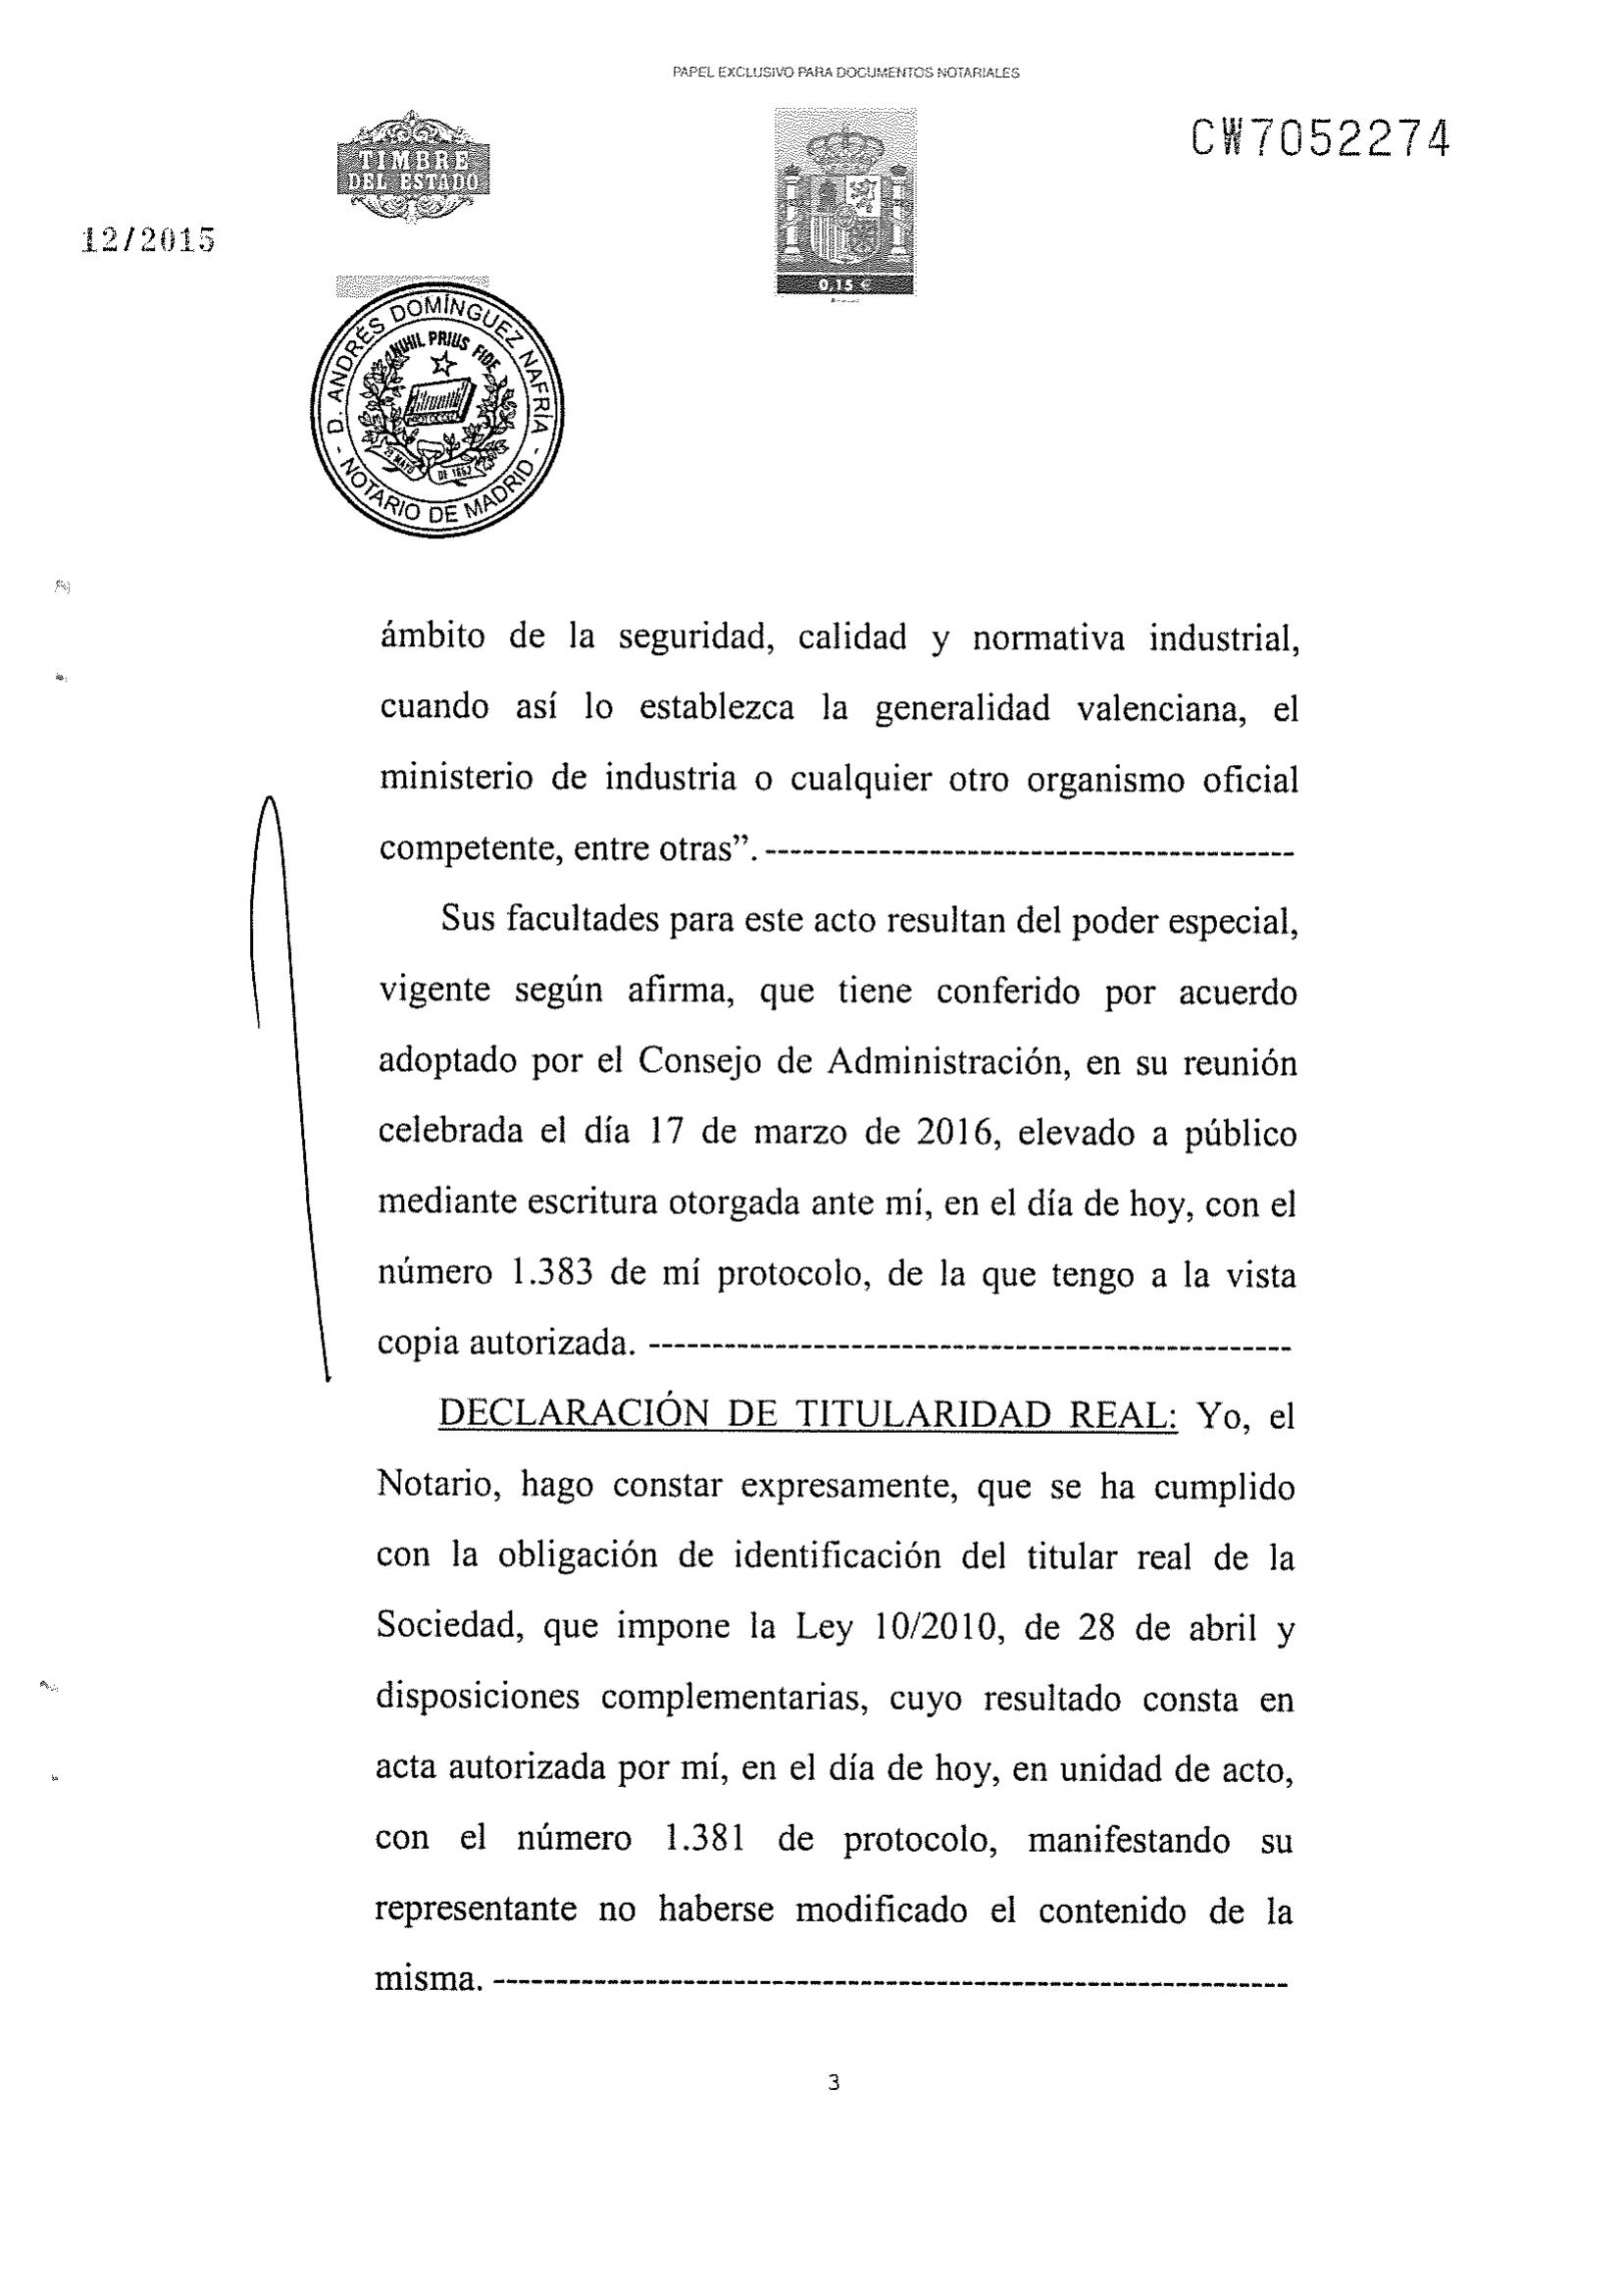 PAPEL EXCLUSIVO PARA DOCUMENTOS NOTARIALES
TIMBRE
DEL ESTADO
CW7052274
12/2015
0,15 €
D. ANDRÉS DOMÍNGUEZ NAFRÍA
- NOTARIO DE MADRID -
NIHIL PRIUS FIDE
28 MAYO
DE 1862
ámbito de la seguridad, calidad y normativa industrial,
cuando así lo establezca la generalidad valenciana, el
ministerio de industria o cualquier otro organismo oficial
competente, entre otras”. ------------------------------------------
Sus facultades para este acto resultan del poder especial,
vigente según afirma, que tiene conferido por acuerdo
adoptado por el Consejo de Administración, en su reunión
celebrada el día 17 de marzo de 2016, elevado a público
mediante escritura otorgada ante mí, en el día de hoy, con el
número 1.383 de mí protocolo, de la que tengo a la vista
copia autorizada. ---------------------------------------------------
DECLARACIÓN DE TITULARIDAD REAL: Yo, el
Notario, hago constar expresamente, que se ha cumplido
con la obligación de identificación del titular real de la
Sociedad, que impone la Ley 10/2010, de 28 de abril y
disposiciones complementarias, cuyo resultado consta en
acta autorizada por mí, en el día de hoy, en unidad de acto,
con el número 1.381 de protocolo, manifestando su
representante no haberse modificado el contenido de la
misma. ---------------------------------------------------------------
3